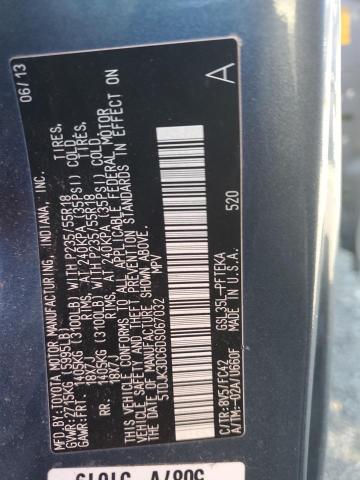 MFD.BY:TOYOTA MOTOR MANUFACTURING, INDIANA, INC. 06/13
GVWR:2715KG (5995LB)
GAWR:FRT. 1405KG (3100LB) WITH P235/55R18 TIRES,
18X7J RIMS, AT 240KPA (35PSI) COLD
RR. 1405KG (3100LB) WITH P235/55R18 TIRES,
18X7J RIMS, AT 240KPA (35PSI) COLD
THIS VEHICLE CONFORMS TO ALL APPLICABLE FEDERAL MOTOR
VEHICLE SAFETY AND THEFT PREVENTION STANDARDS IN
EFFECT ON THE DATE OF MANUFACTURE SHOWN ABOVE.
5TDJK3DC6DS067032 MPV
A
520
C/TR:8W5/FC42 GSL35L-PFTEKA
A/TM:-02A/U660F MADE IN U.S.A.